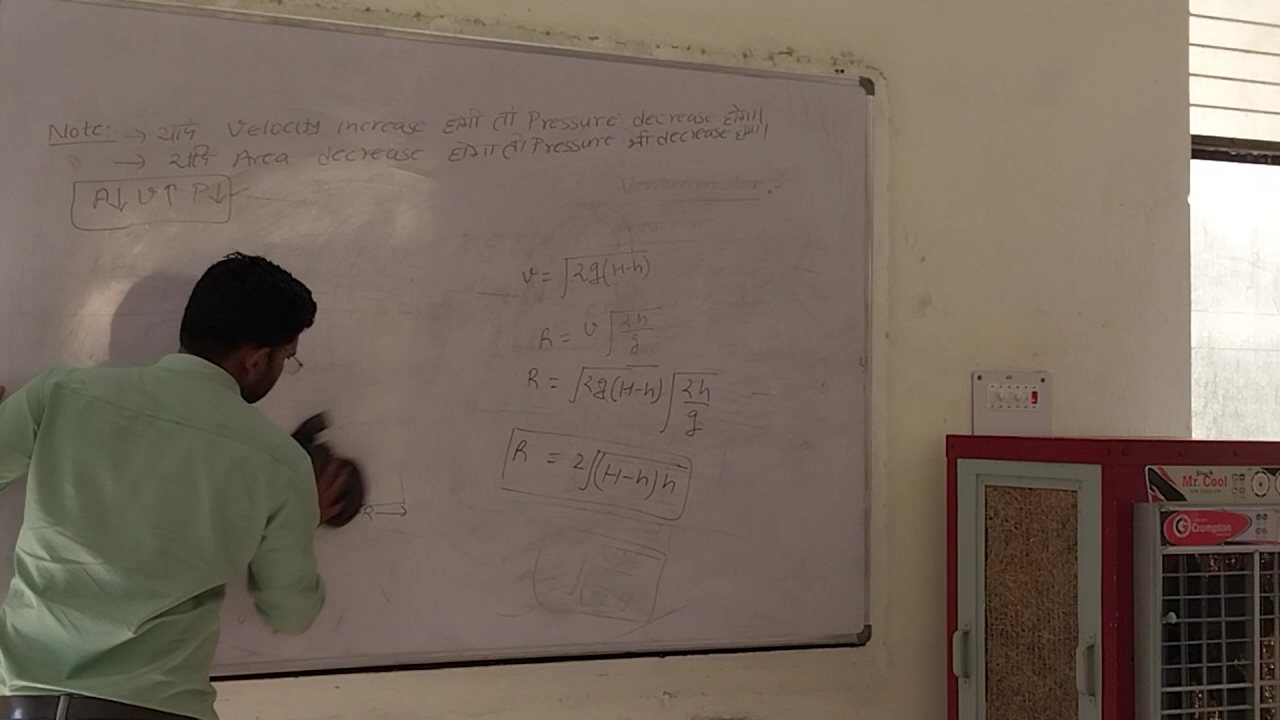 Note: → यदि Velocity increase होगी तो Pressure decrease होगा।
→ यदि Area decrease होगा तो Pressure भी decrease होगा।
A↓ V↑ P↓
v = √2g(H-h)
R = v √2h/g
R = √2g(H-h) √2h/g
R = 2√(H-h)h
R
Mr. Cool
Crompton